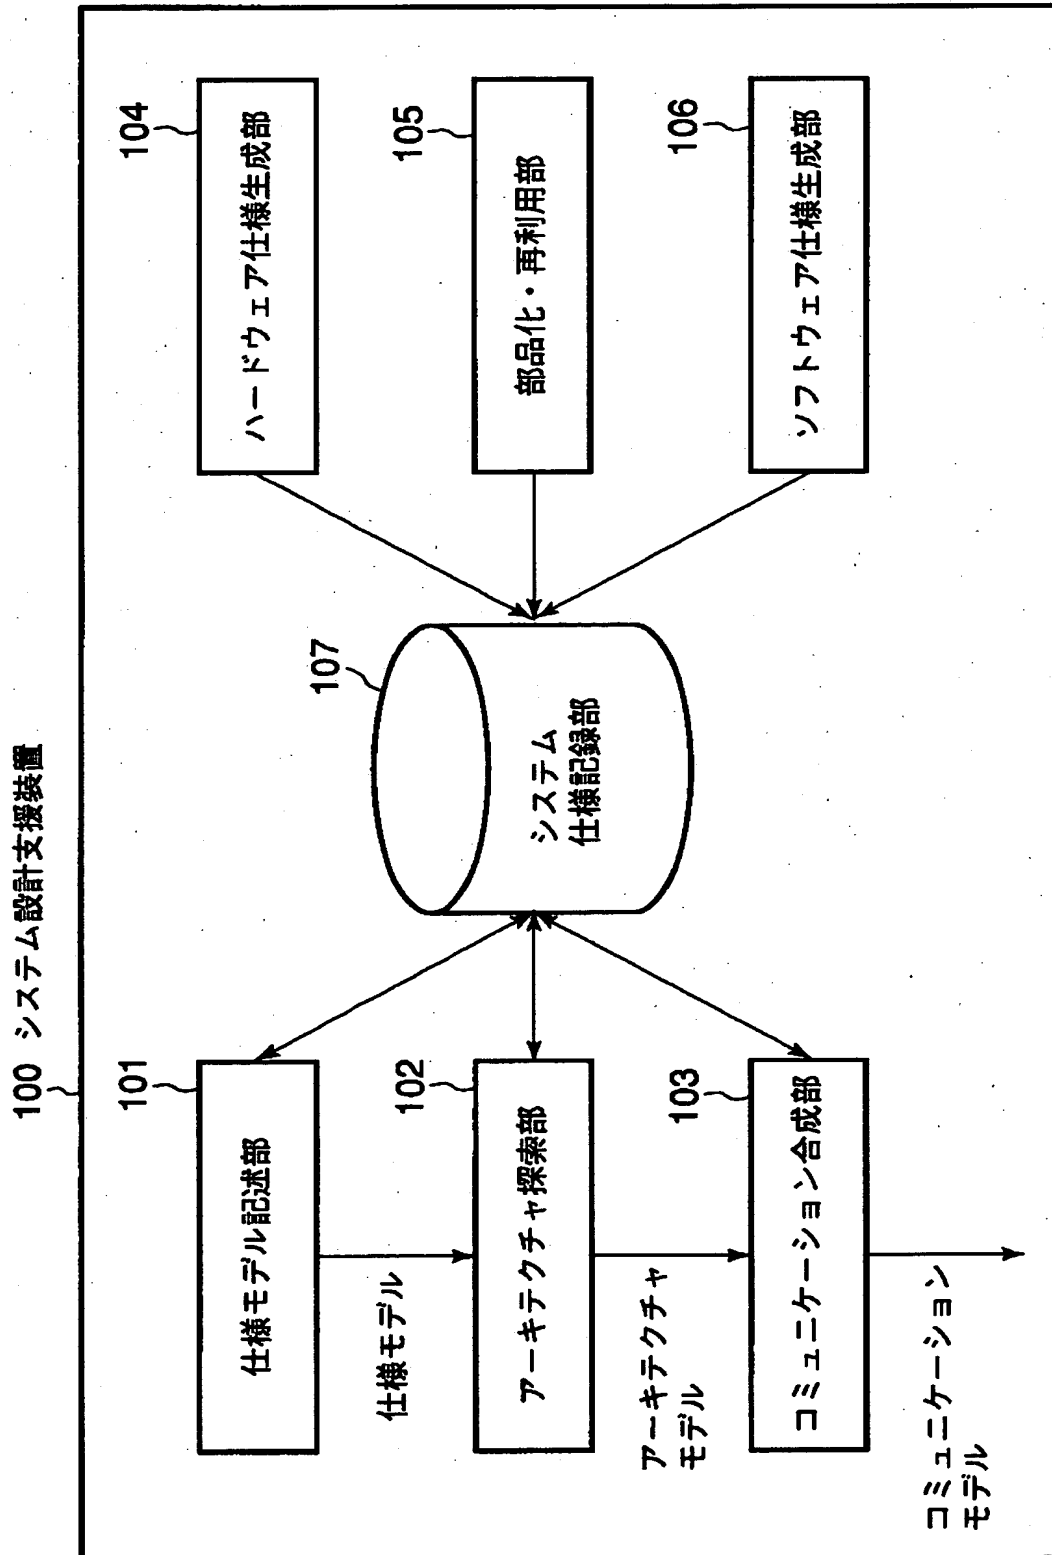 100 システム設計支援装置
101
仕様モデル記述部
仕様モデル
102
アーキテクチャ探索部
アーキテクチャ
モデル
103
コミュニケーション合成部
コミュニケーション
モデル
107
システム
仕様記録部
104
ハードウェア仕様生成部
105
部品化・再利用部
106
ソフトウェア仕様生成部